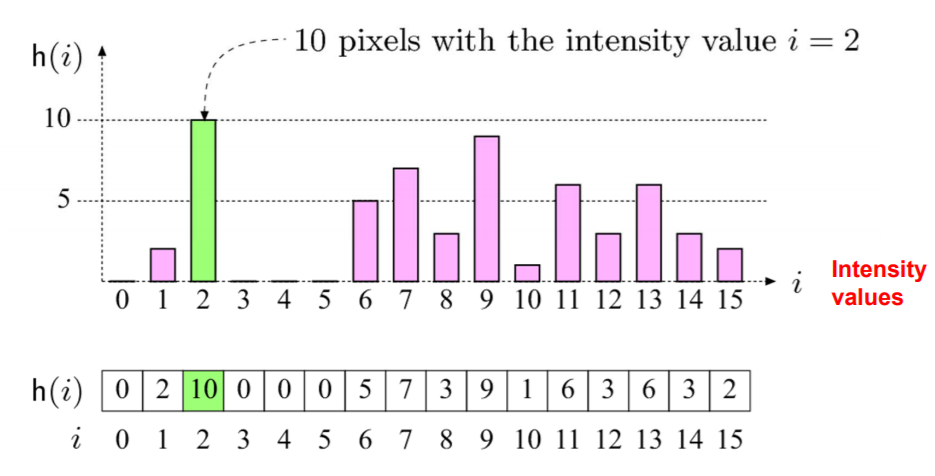 10 pixels with the intensity value i = 2
h(i)
10
5
0 1 2 3 4 5 6 7 8 9 10 11 12 13 14 15
i
Intensity
values
h(i) 0 2 10 0 0 0 5 7 3 9 1 6 3 6 3 2
i 0 1 2 3 4 5 6 7 8 9 10 11 12 13 14 15